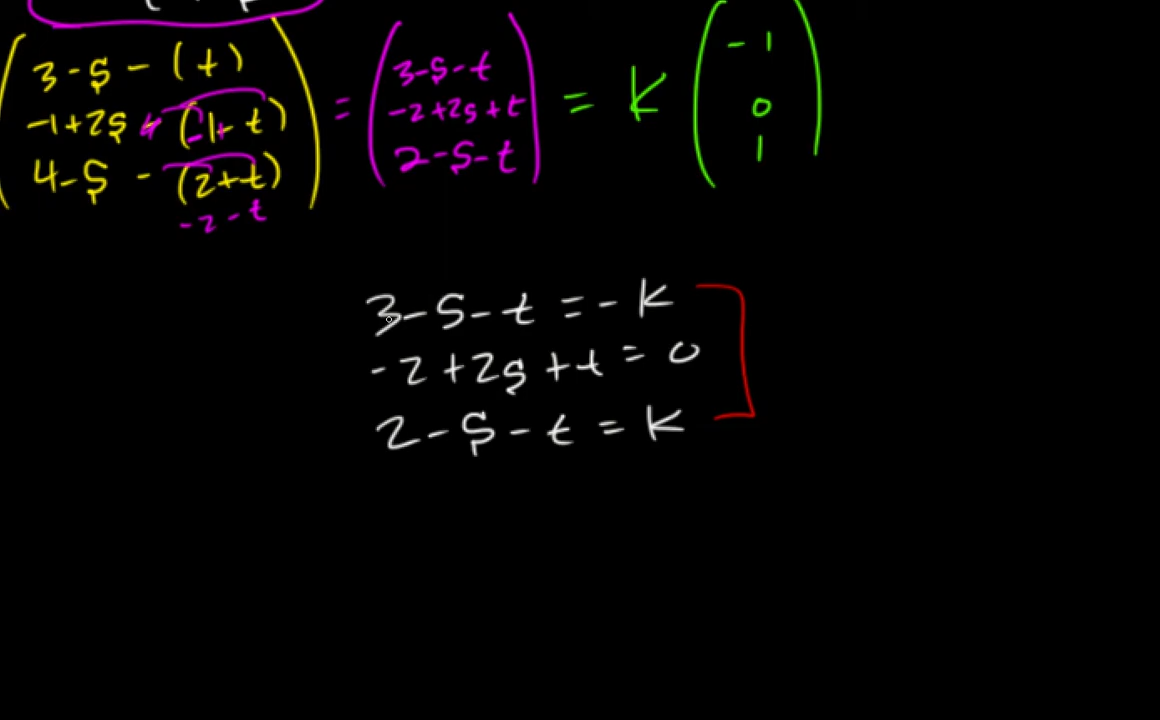 3-s-(t) = 3-s-t = k -1
-1+2s-(1-t) -2+2s+t 0
4-s-(2+t) 2-s-t 1
-2-t
3-s-t=-k
-2+2s+t=0
2-s-t=k